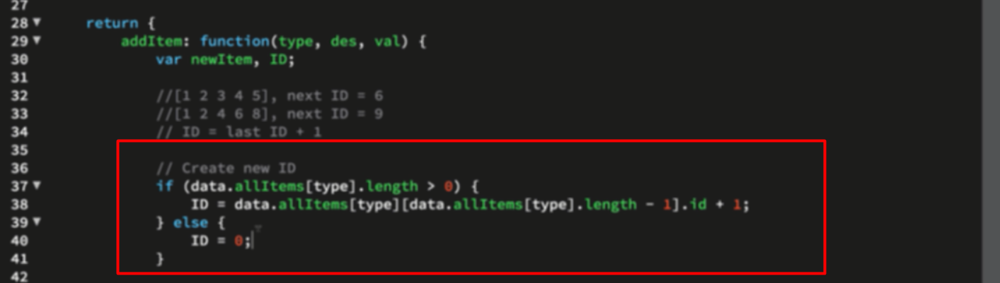 27
28 return {
29 addItem: function(type, des, val) {
30 var newItem, ID;
31
32 //[1 2 3 4 5], next ID = 6
33 //[1 2 4 6 8], next ID = 9
34 // ID = last ID + 1
35
36 // Create new ID
37 if (data.allItems[type].length > 0) {
38 ID = data.allItems[type][data.allItems[type].length - 1].id + 1;
39 } else {
40 ID = 0;
41 }
42